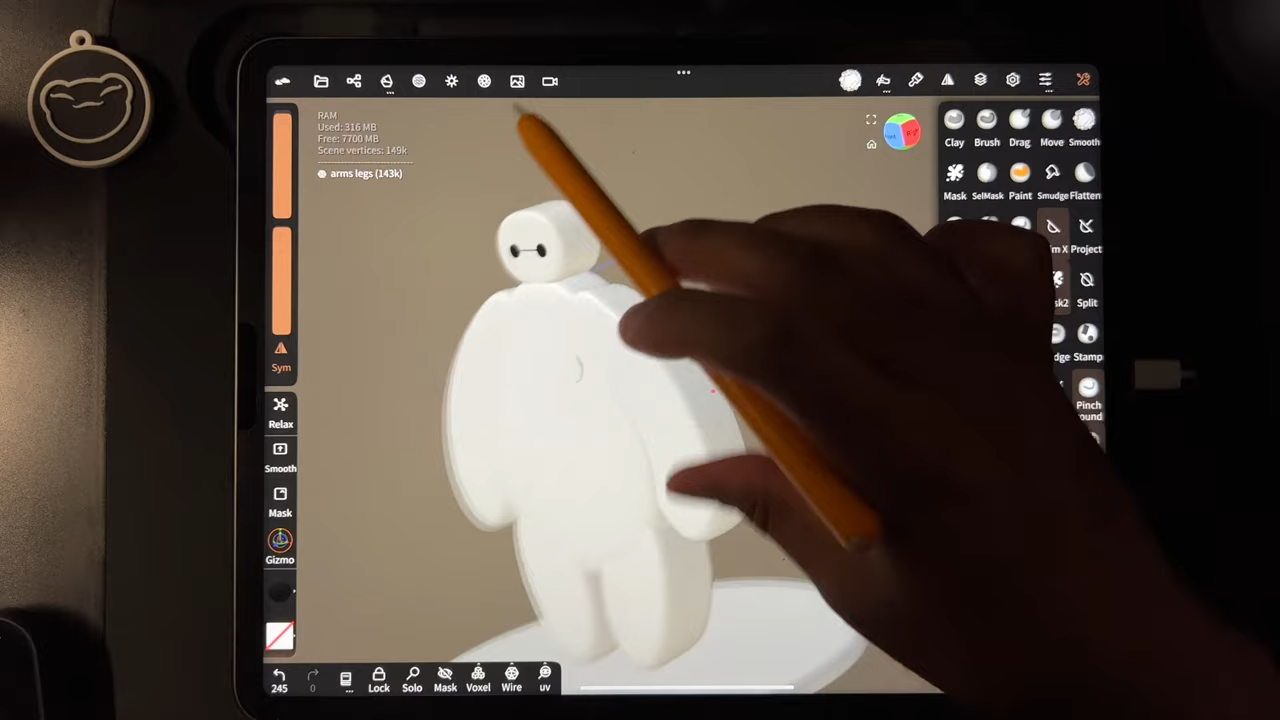 RAM
Used: 316 MB
Free: 7700 MB
Scene vertices: 149k
arms legs (143k)
Clay
Brush
Drag
Move
Smooth
Mask
SelMask
Paint
Smudge
Flatten
Project
Split
Stamp
Pinch
Sym
Relax
Smooth
Mask
Gizmo
245
0
Lock
Solo
Mask
Voxel
Wire
uv